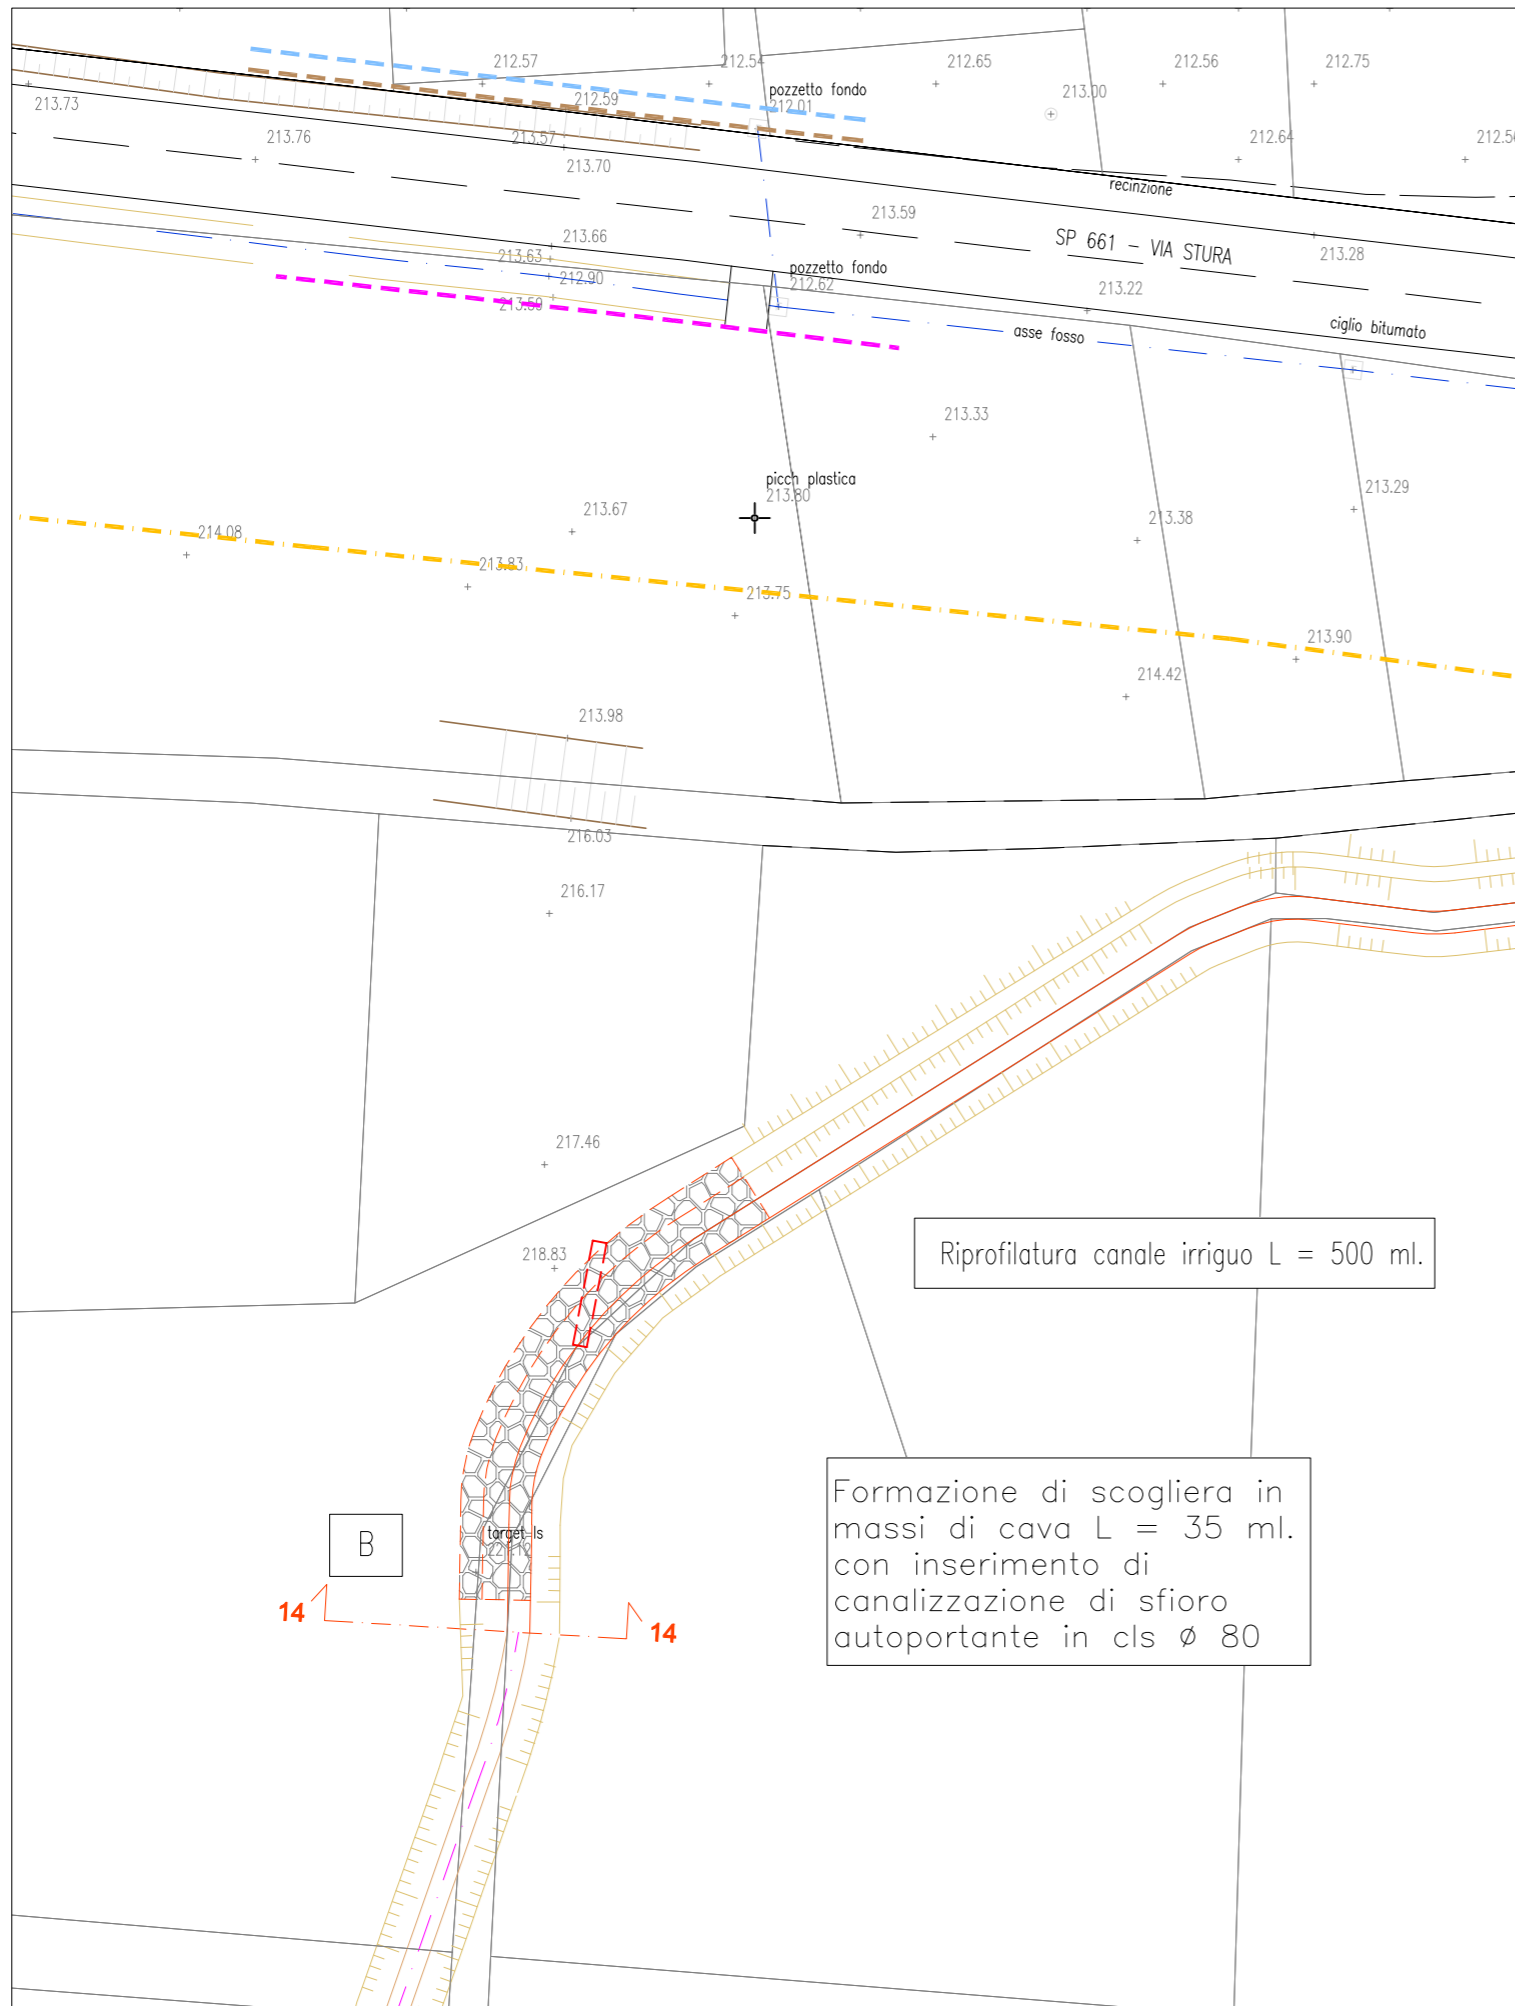 212.57
212.54
212.65
212.56
212.75
pozzetto fondo
212.01
213.00
213.73
212.59
213.76
213.57
213.70
212.64
recinzione
213.59
SP 661 - VIA STURA
213.66
213.63
213.28
pozzetto fondo
212.62
212.90
213.22
asse fosso
ciglio bitumato
213.33
picch plastica
213.80
213.29
213.67
213.38
214.08
213.83
213.75
213.90
214.42
213.98
216.03
216.17
217.46
218.83
Riprofilatura canale irriguo L = 500 ml.
Formazione di scogliera in
massi di cava L = 35 ml.
con inserimento di
canalizzazione di sfioro
autoportante in cls Ø 80
target ls
B
14
14